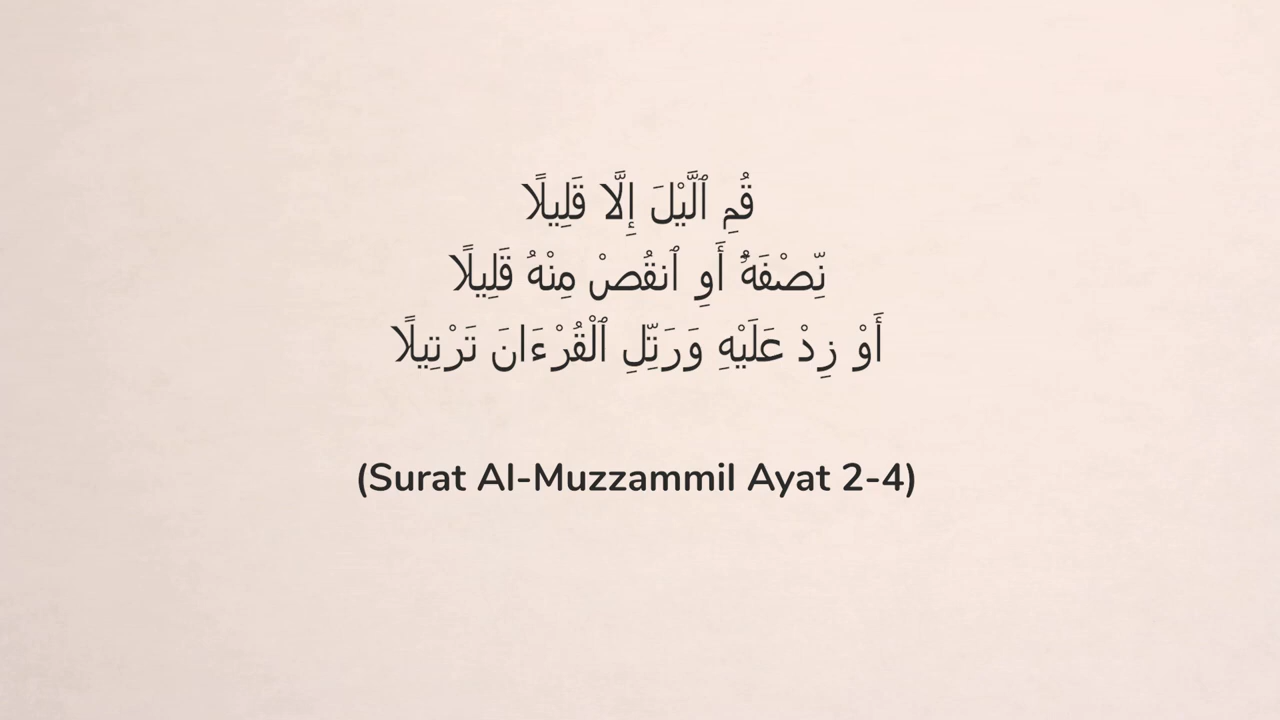 قُمِ ٱلَّيْلَ إِلَّا قَلِيلًا
نِّصْفَهُۥٓ أَوِ ٱنقُصْ مِنْهُ قَلِيلًا
أَوْ زِدْ عَلَيْهِ وَرَتِّلِ ٱلْقُرْءَانَ تَرْتِيلًا
(Surat Al-Muzzammil Ayat 2-4)